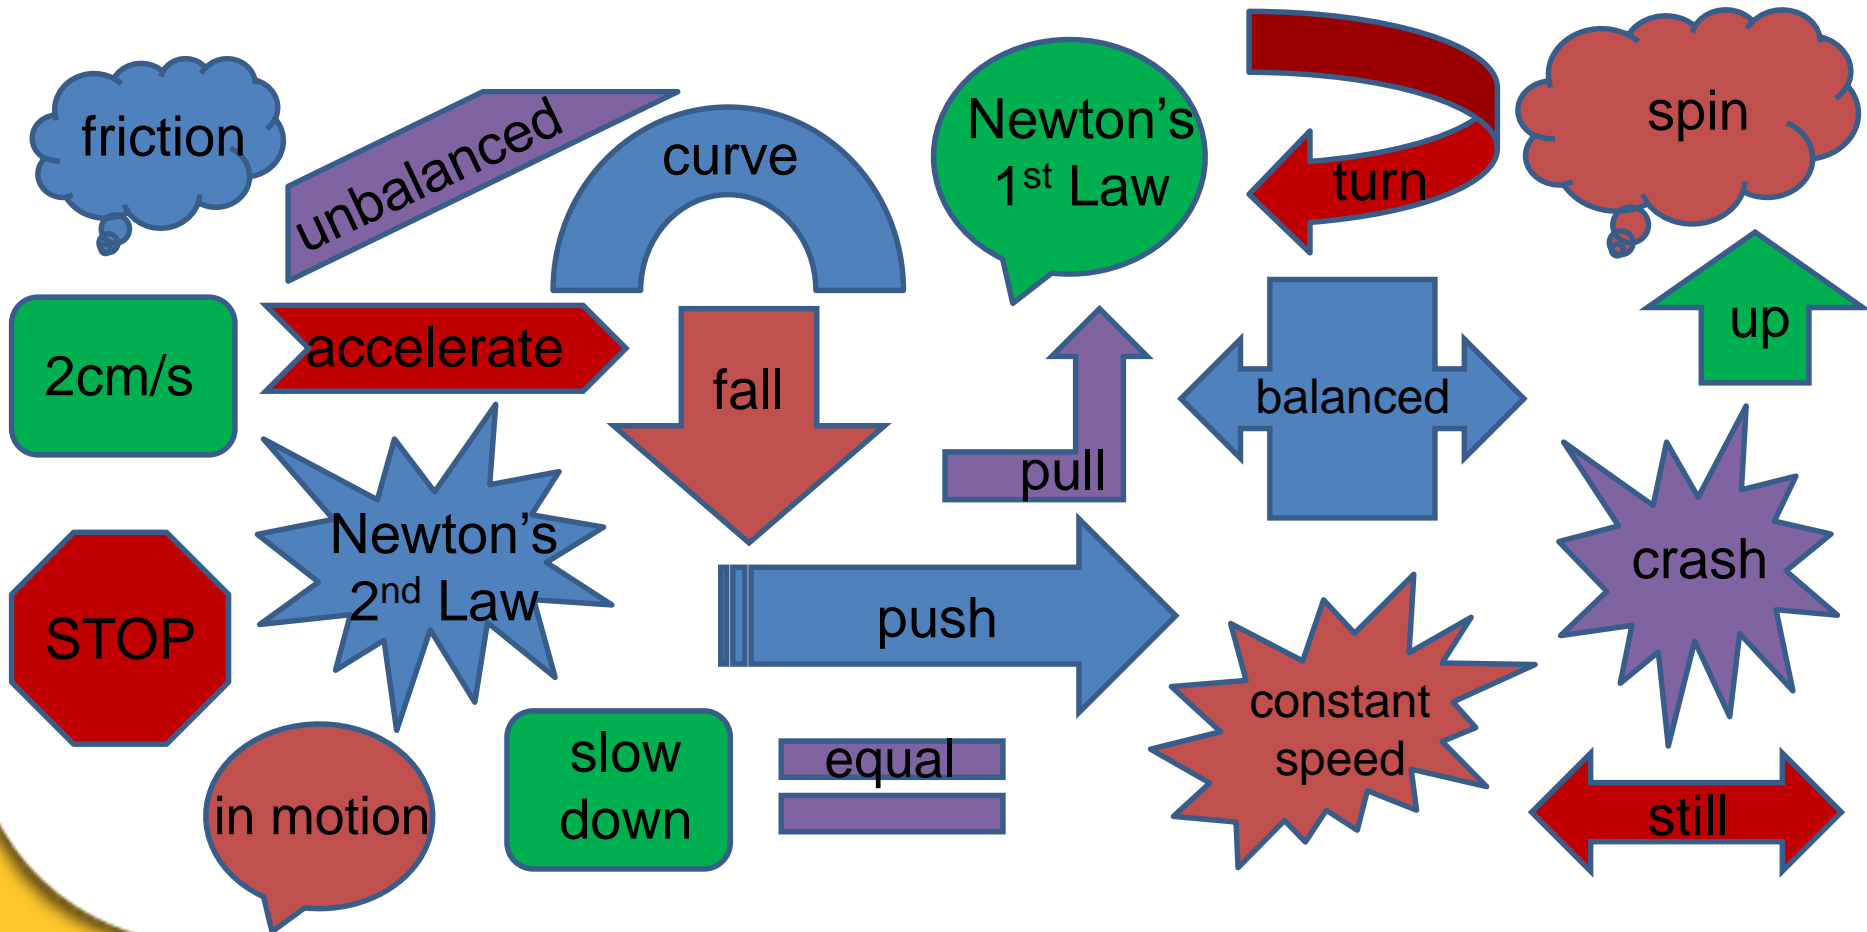 friction
unbalanced
curve
Newton’s
1st Law
turn
spin
2cm/s
accelerate
fall
pull
balanced
up
STOP
Newton’s
2nd Law
push
constant
speed
crash
in motion
slow
down
equal
still